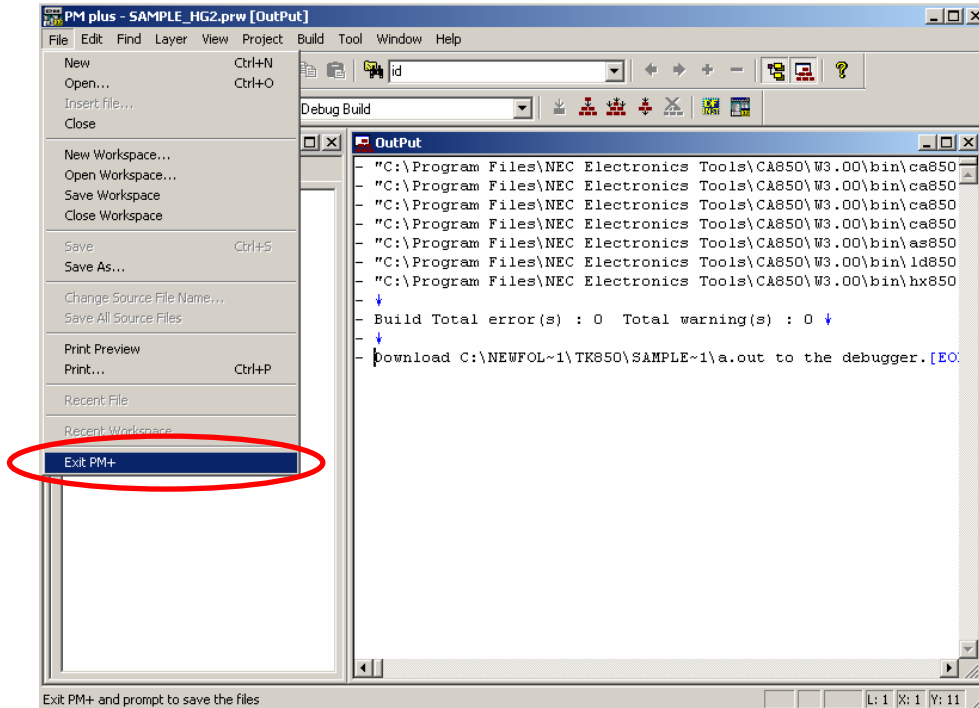 PM plus - SAMPLE_HG2.prw [OutPut]
File Edit Find Layer View Project Build Tool Window Help
New Ctrl+N
Open... Ctrl+O
Insert file...
Close
New Workspace...
Open Workspace...
Save Workspace
Close Workspace
Save Ctrl+S
Save As...
Change Source File Name...
Save All Source Files
Print Preview
Print... Ctrl+P
Recent File
Recent Workspace
Exit PM+
id
Debug Build
OutPut
- "C:\Program Files\NEC Electronics Tools\CA850\W3.00\bin\ca850
- "C:\Program Files\NEC Electronics Tools\CA850\W3.00\bin\ca850
- "C:\Program Files\NEC Electronics Tools\CA850\W3.00\bin\ca850
- "C:\Program Files\NEC Electronics Tools\CA850\W3.00\bin\ca850
- "C:\Program Files\NEC Electronics Tools\CA850\W3.00\bin\as850
- "C:\Program Files\NEC Electronics Tools\CA850\W3.00\bin\ld850
- "C:\Program Files\NEC Electronics Tools\CA850\W3.00\bin\hx850
- ↓
- Build Total error(s) : 0 Total warning(s) : 0 ↓
- ↓
- Download C:\NEWFOL~1\TK850\SAMPLE~1\a.out to the debugger.[EO
Exit PM+ and prompt to save the files
L: 1 X: 1 Y: 11